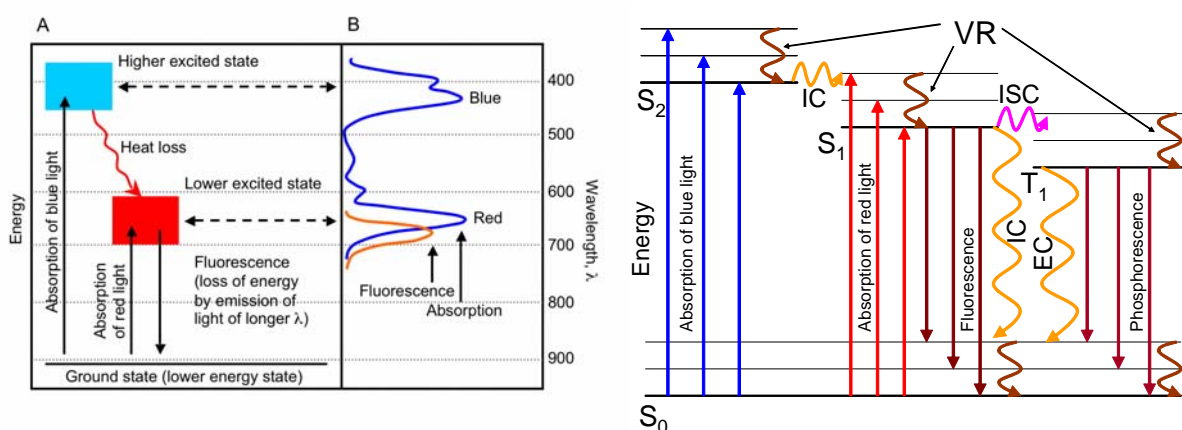 A
B
Higher excited state
Blue
Heat loss
Lower excited state
Red
Energy
Absorption of blue light
Absorption
of red light
Fluorescence
(loss of energy
by emission of
light of longer λ)
Fluorescence
Absorption
Ground state (lower energy state)
400
500
600
700
800
900
Wavelength, λ
VR
S2
IC
ISC
S1
T1
Energy
Absorption of blue light
Absorption of red light
Fluorescence
IC
EC
Phosphorescence
S0